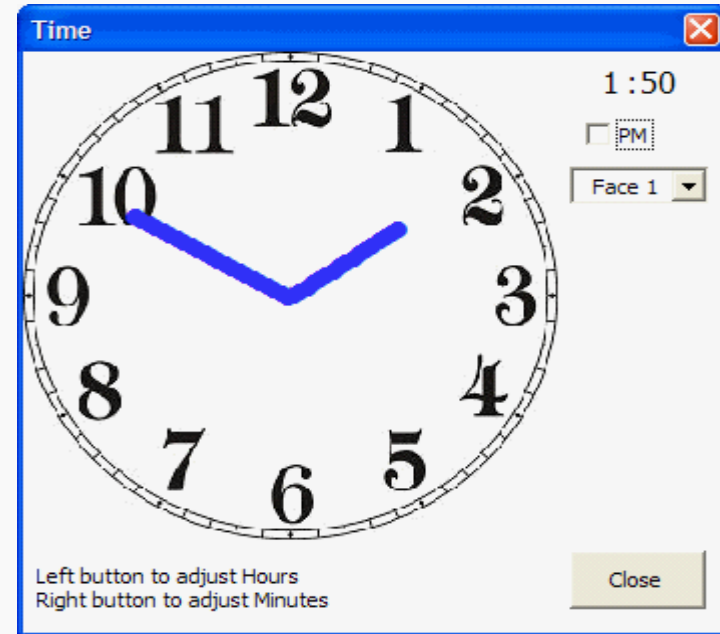 Time
1 :50
PM
Face 1
12
1
2
3
4
5
6
7
8
9
10
11
Left button to adjust Hours
Right button to adjust Minutes
Close